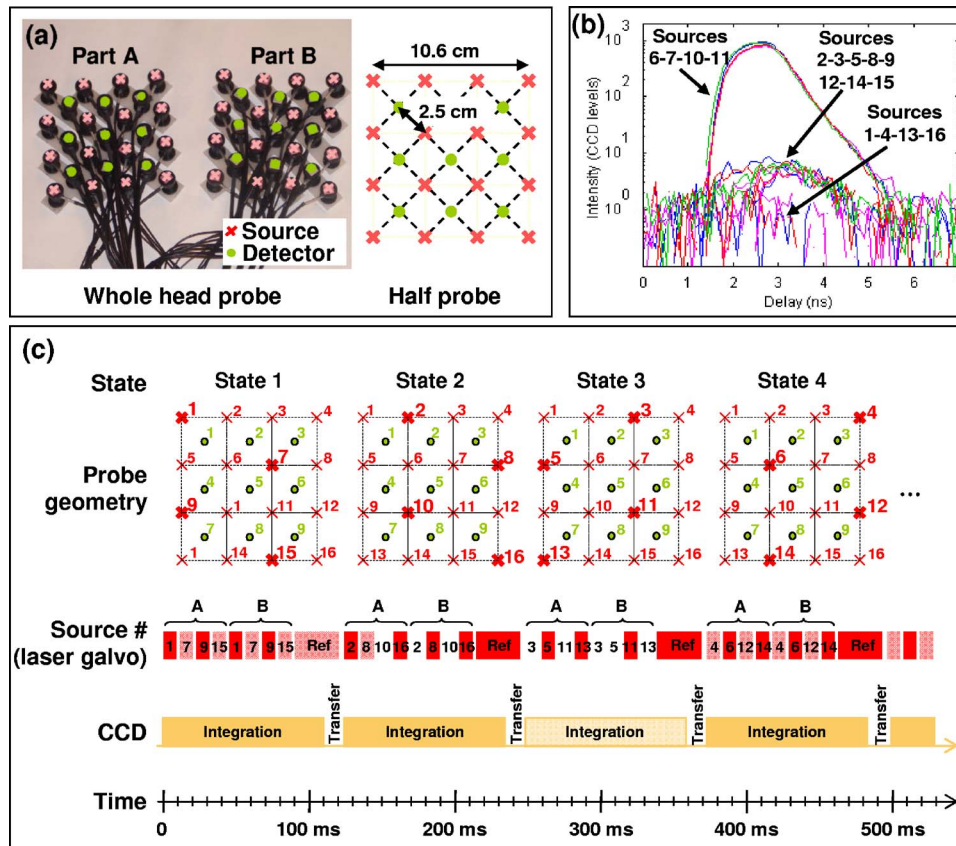 (a)
Part A
Part B
Source
Detector
Whole head probe
10.6 cm
2.5 cm
Half probe
(b)
Intensity (CCD levels)
10^3
10^2
10^1
10^0
Sources
6-7-10-11
Sources
2-3-5-8-9
12-14-15
Sources
1-4-13-16
0 1 2 3 4 5 6
Delay (ns)
(c)
State
State 1
State 2
State 3
State 4
Probe
geometry
1 2 3 4
1 2 3
5 6 7 8
4 5 6
9 1 11 12
7 8 9
1 14 15 16
1 2 3 4
1 2 3
5 6 7 8
4 5 6
9 10 11 12
7 8 9
13 14 15 16
1 2 3 4
1 2 3
5 6 7 8
4 5 6
9 10 11 12
7 8 9
13 14 15 16
1 2 3 4
1 2 3
5 6 7 8
4 5 6
9 10 11 12
7 8 9
13 14 15 16
...
Source #
(laser galvo)
A B
1 7 9 15 1 7 9 15 Ref
A B
2 8 10 16 2 8 10 16 Ref
A B
3 5 11 13 3 5 11 13 Ref
A B
4 6 12 14 4 6 12 14 Ref
CCD
Integration
Transfer
Integration
Transfer
Integration
Transfer
Integration
Transfer
Time
0 100 ms 200 ms 300 ms 400 ms 500 ms